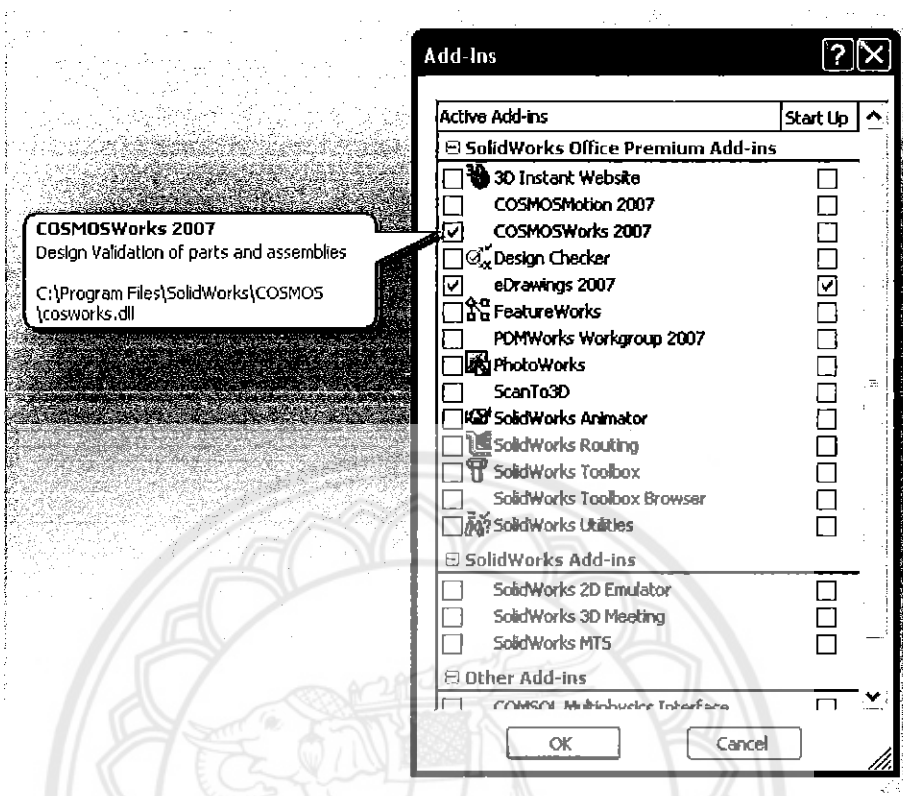 Add-Ins
Active Add-ins Start Up
SolidWorks Office Premium Add-ins
3D Instant Website
COSMOSMotion 2007
COSMOSWorks 2007
Design Checker
eDrawings 2007
FeatureWorks
PDMWorks Workgroup 2007
PhotoWorks
ScanTo3D
SolidWorks Animator
SolidWorks Routing
SolidWorks Toolbox
SolidWorks Toolbox Browser
SolidWorks Utilities
SolidWorks Add-ins
SolidWorks 2D Emulator
SolidWorks 3D Meeting
SolidWorks MTS
Other Add-ins
COMSOL Multiphysics Interface
OK Cancel
COSMOSWorks 2007
Design Validation of parts and assemblies
C:\Program Files\SolidWorks\COSMOS
\cosworks.dll